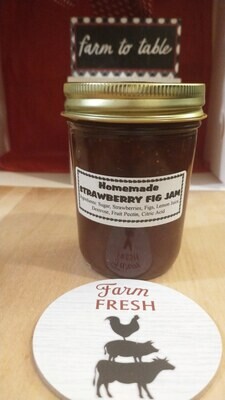 farm to table
Homemade
STRAWBERRY FIG JAM
Ingredients: Sugar, Strawberries, Figs, Lemon Juice,
Dextrose, Fruit Pectin, Citric Acid
Farm
FRESH